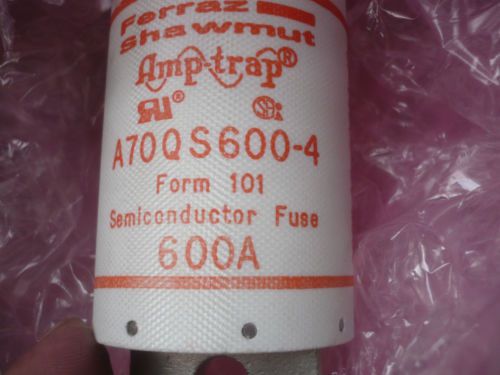 Ferraz
Shawmut
Amp-trap®
A70QS600-4
Form 101
Semiconductor Fuse
600A